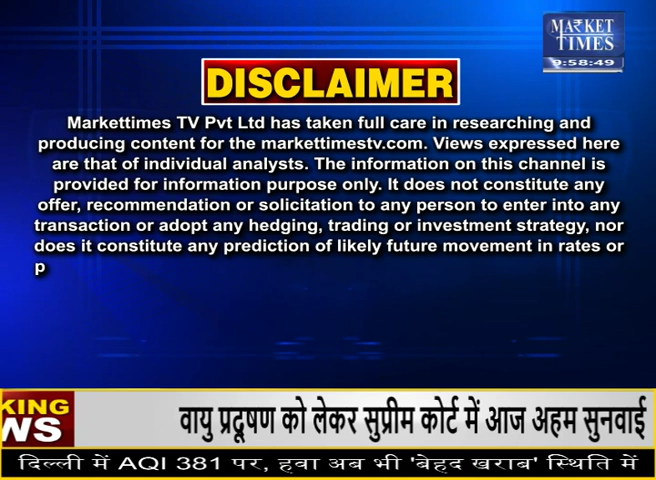 MARKET
TIMES
9:58:49
DISCLAIMER
Markettimes TV Pvt Ltd has taken full care in researching and
producing content for the markettimestv.com. Views expressed here
are that of individual analysts. The information on this channel is
provided for information purpose only. It does not constitute any
offer, recommendation or solicitation to any person to enter into any
transaction or adopt any hedging, trading or investment strategy, nor
does it constitute any prediction of likely future movement in rates or
p
KING
WS
वायु प्रदूषण को लेकर सुप्रीम कोर्ट में आज अहम सुनवाई
दिल्ली में AQI 381 पर, हवा अब भी 'बेहद खराब' स्थिति में